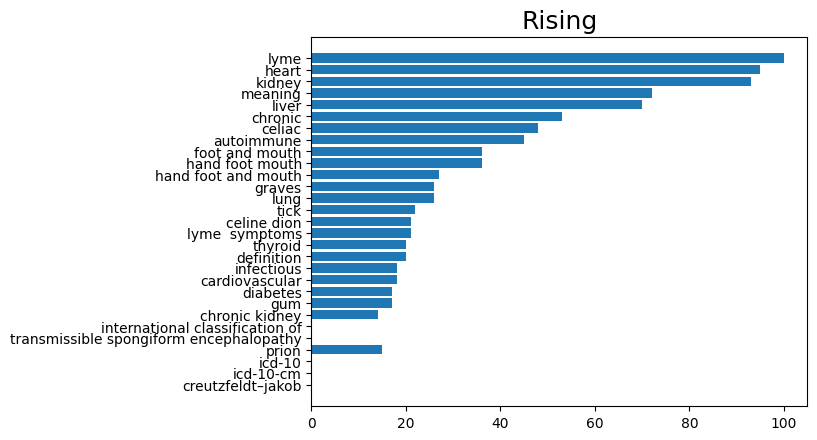 Rising
lyme
heart
kidney
meaning
liver
chronic
celiac
autoimmune
foot and mouth
hand foot mouth
hand foot and mouth
graves
lung
tick
celine dion
lyme  symptoms
thyroid
definition
infectious
cardiovascular
diabetes
gum
chronic kidney
international classification of
transmissible spongiform encephalopathy
prion
icd-10
icd-10-cm
creutzfeldt–jakob
0 20 40 60 80 100